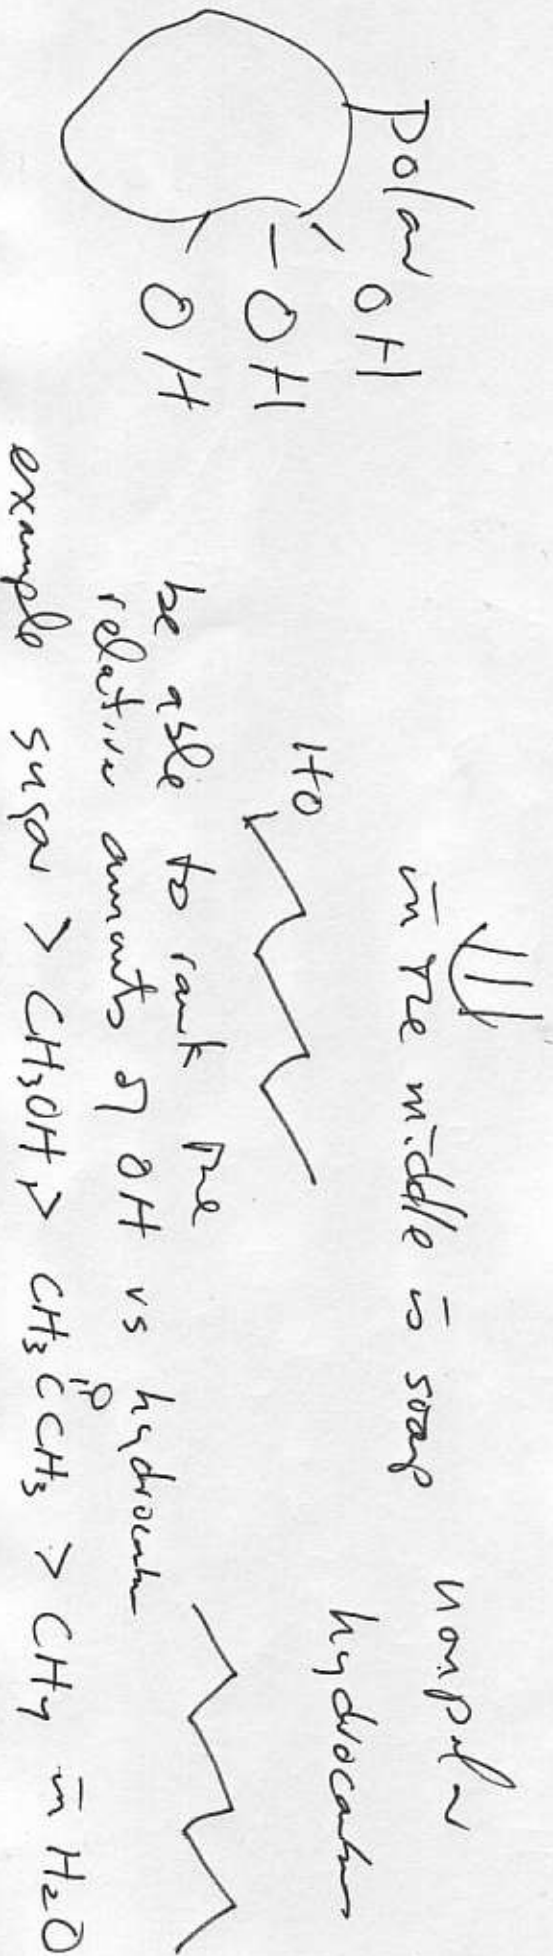 polar
OH
OH
OH
in the middle is soap
HO
nonpolar
hydrocarbon
be able to rank the
relative amounts of OH vs hydrocarbon
example sugar > CH3OH > CH3CCH3 > CH4 in H2O
O